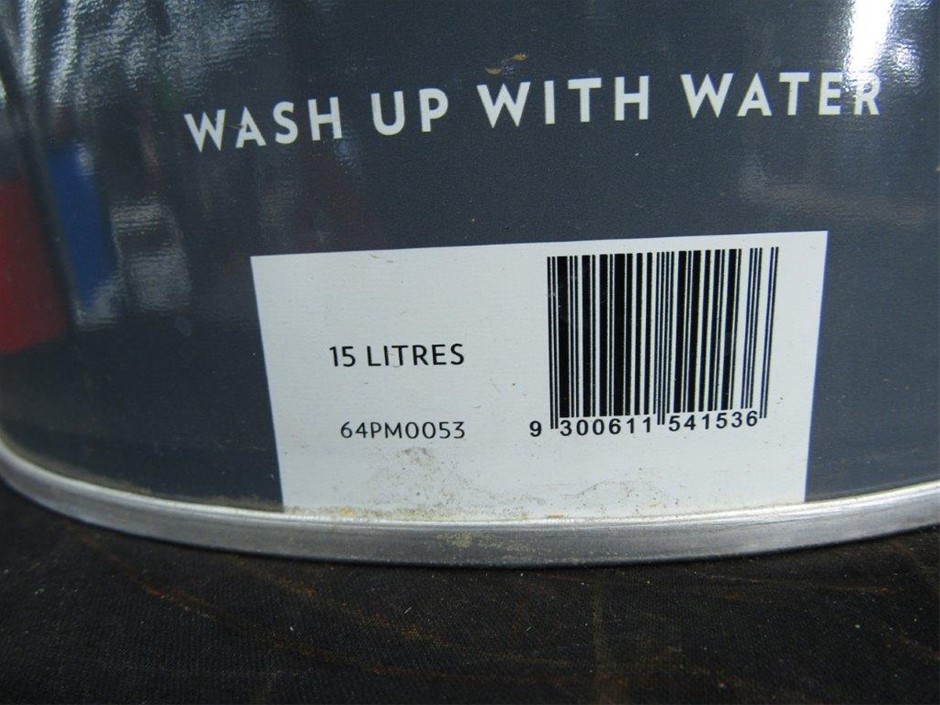 WASH UP WITH WATER
15 LITRES
64PM0053
9 300611 541536